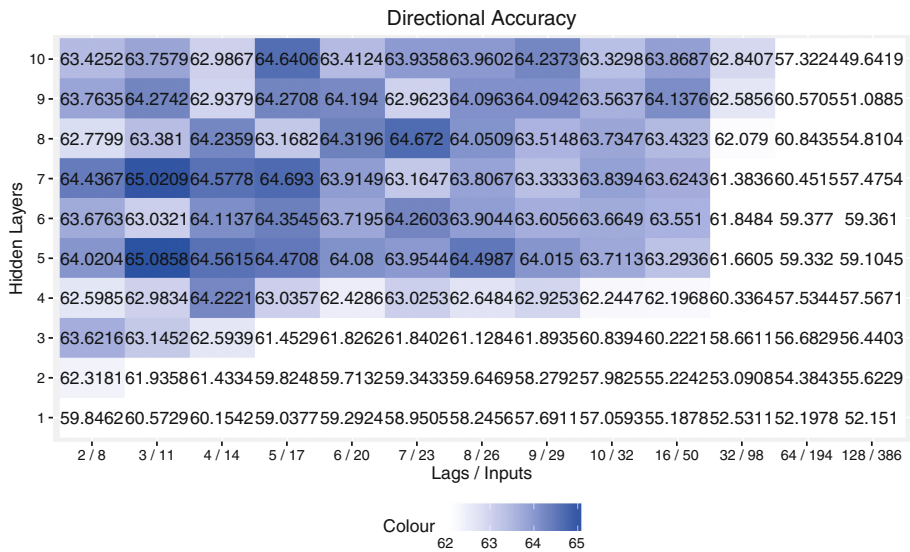 Directional Accuracy
Hidden Layers
10 63.4252 63.7579 62.9867 64.6406 63.4124 63.9358 63.9602 64.2373 63.3298 63.8687 62.8407 57.3224 49.6419
9 63.7635 64.2742 62.9379 64.2708 64.194 62.9623 64.0963 64.0942 63.5637 64.1376 62.5856 60.5705 51.0885
8 62.7799 63.381 64.2359 63.1682 64.3196 64.672 64.0509 63.5148 63.7347 63.4323 62.079 60.8435 54.8104
7 64.4367 65.0209 64.5778 64.693 63.9149 63.1647 63.8067 63.3333 63.8394 63.6243 61.3836 60.4515 57.4754
6 63.6763 63.0321 64.1137 64.3545 63.7195 64.2603 63.9044 63.6056 63.6649 63.551 61.8484 59.377 59.361
5 64.0204 65.0858 64.5615 64.4708 64.08 63.9544 64.4987 64.015 63.7113 63.2936 61.6605 59.332 59.1045
4 62.5985 62.9834 64.2221 63.0357 62.4286 63.0253 62.6484 62.9253 62.2447 62.1968 60.3364 57.5344 57.5671
3 63.6216 63.1452 62.5939 61.4529 61.8262 61.8402 61.1284 61.8935 60.8394 60.2221 58.6611 56.6829 56.4403
2 62.3181 61.9358 61.4334 59.8248 59.7132 59.3433 59.6469 58.2792 57.9825 55.2242 53.0908 54.3843 55.6229
1 59.8462 60.5729 60.1542 59.0377 59.2924 58.9505 58.2456 57.6911 57.0593 55.1878 52.5311 52.1978 52.151
2 / 8 3 / 11 4 / 14 5 / 17 6 / 20 7 / 23 8 / 26 9 / 29 10 / 32 16 / 50 32 / 98 64 / 194 128 / 386
Lags / Inputs
Colour
62 63 64 65